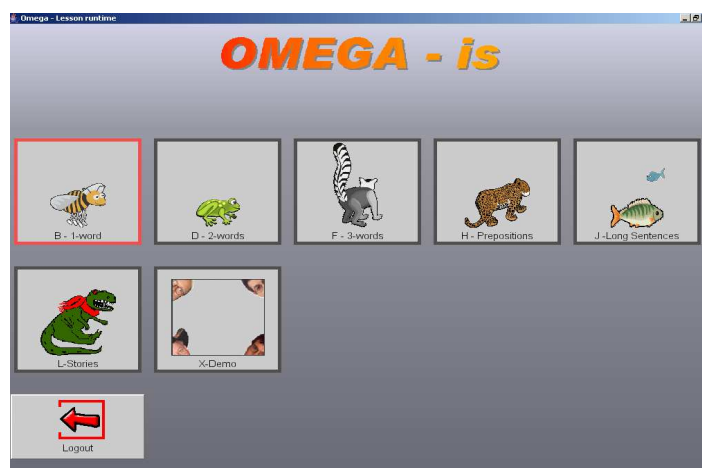 Omega - Lesson runtime
OMEGA - is
B - 1-word
D - 2-words
F - 3-words
H - Prepositions
J -Long Sentences
L-Stories
X-Demo
Logout